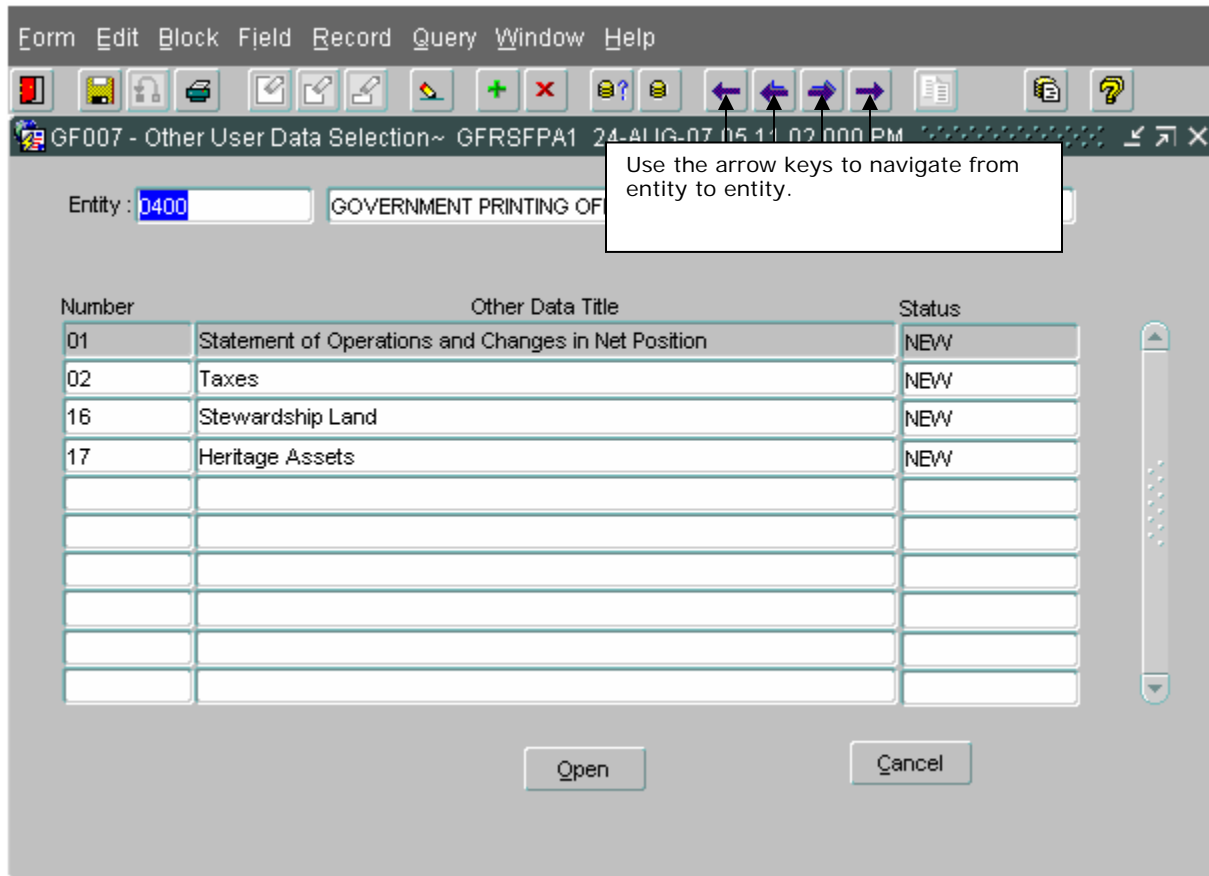 Form Edit Block Field Record Query Window Help
GF007 - Other User Data Selection~ GFRSFPA1 24-AUG-07 05.11.02.000 PM
Use the arrow keys to navigate from
entity to entity.
Entity : 0400 GOVERNMENT PRINTING
Number Other Data Title Status
01 Statement of Operations and Changes in Net Position NEW
02 Taxes NEW
16 Stewardship Land NEW
17 Heritage Assets NEW
Open Cancel